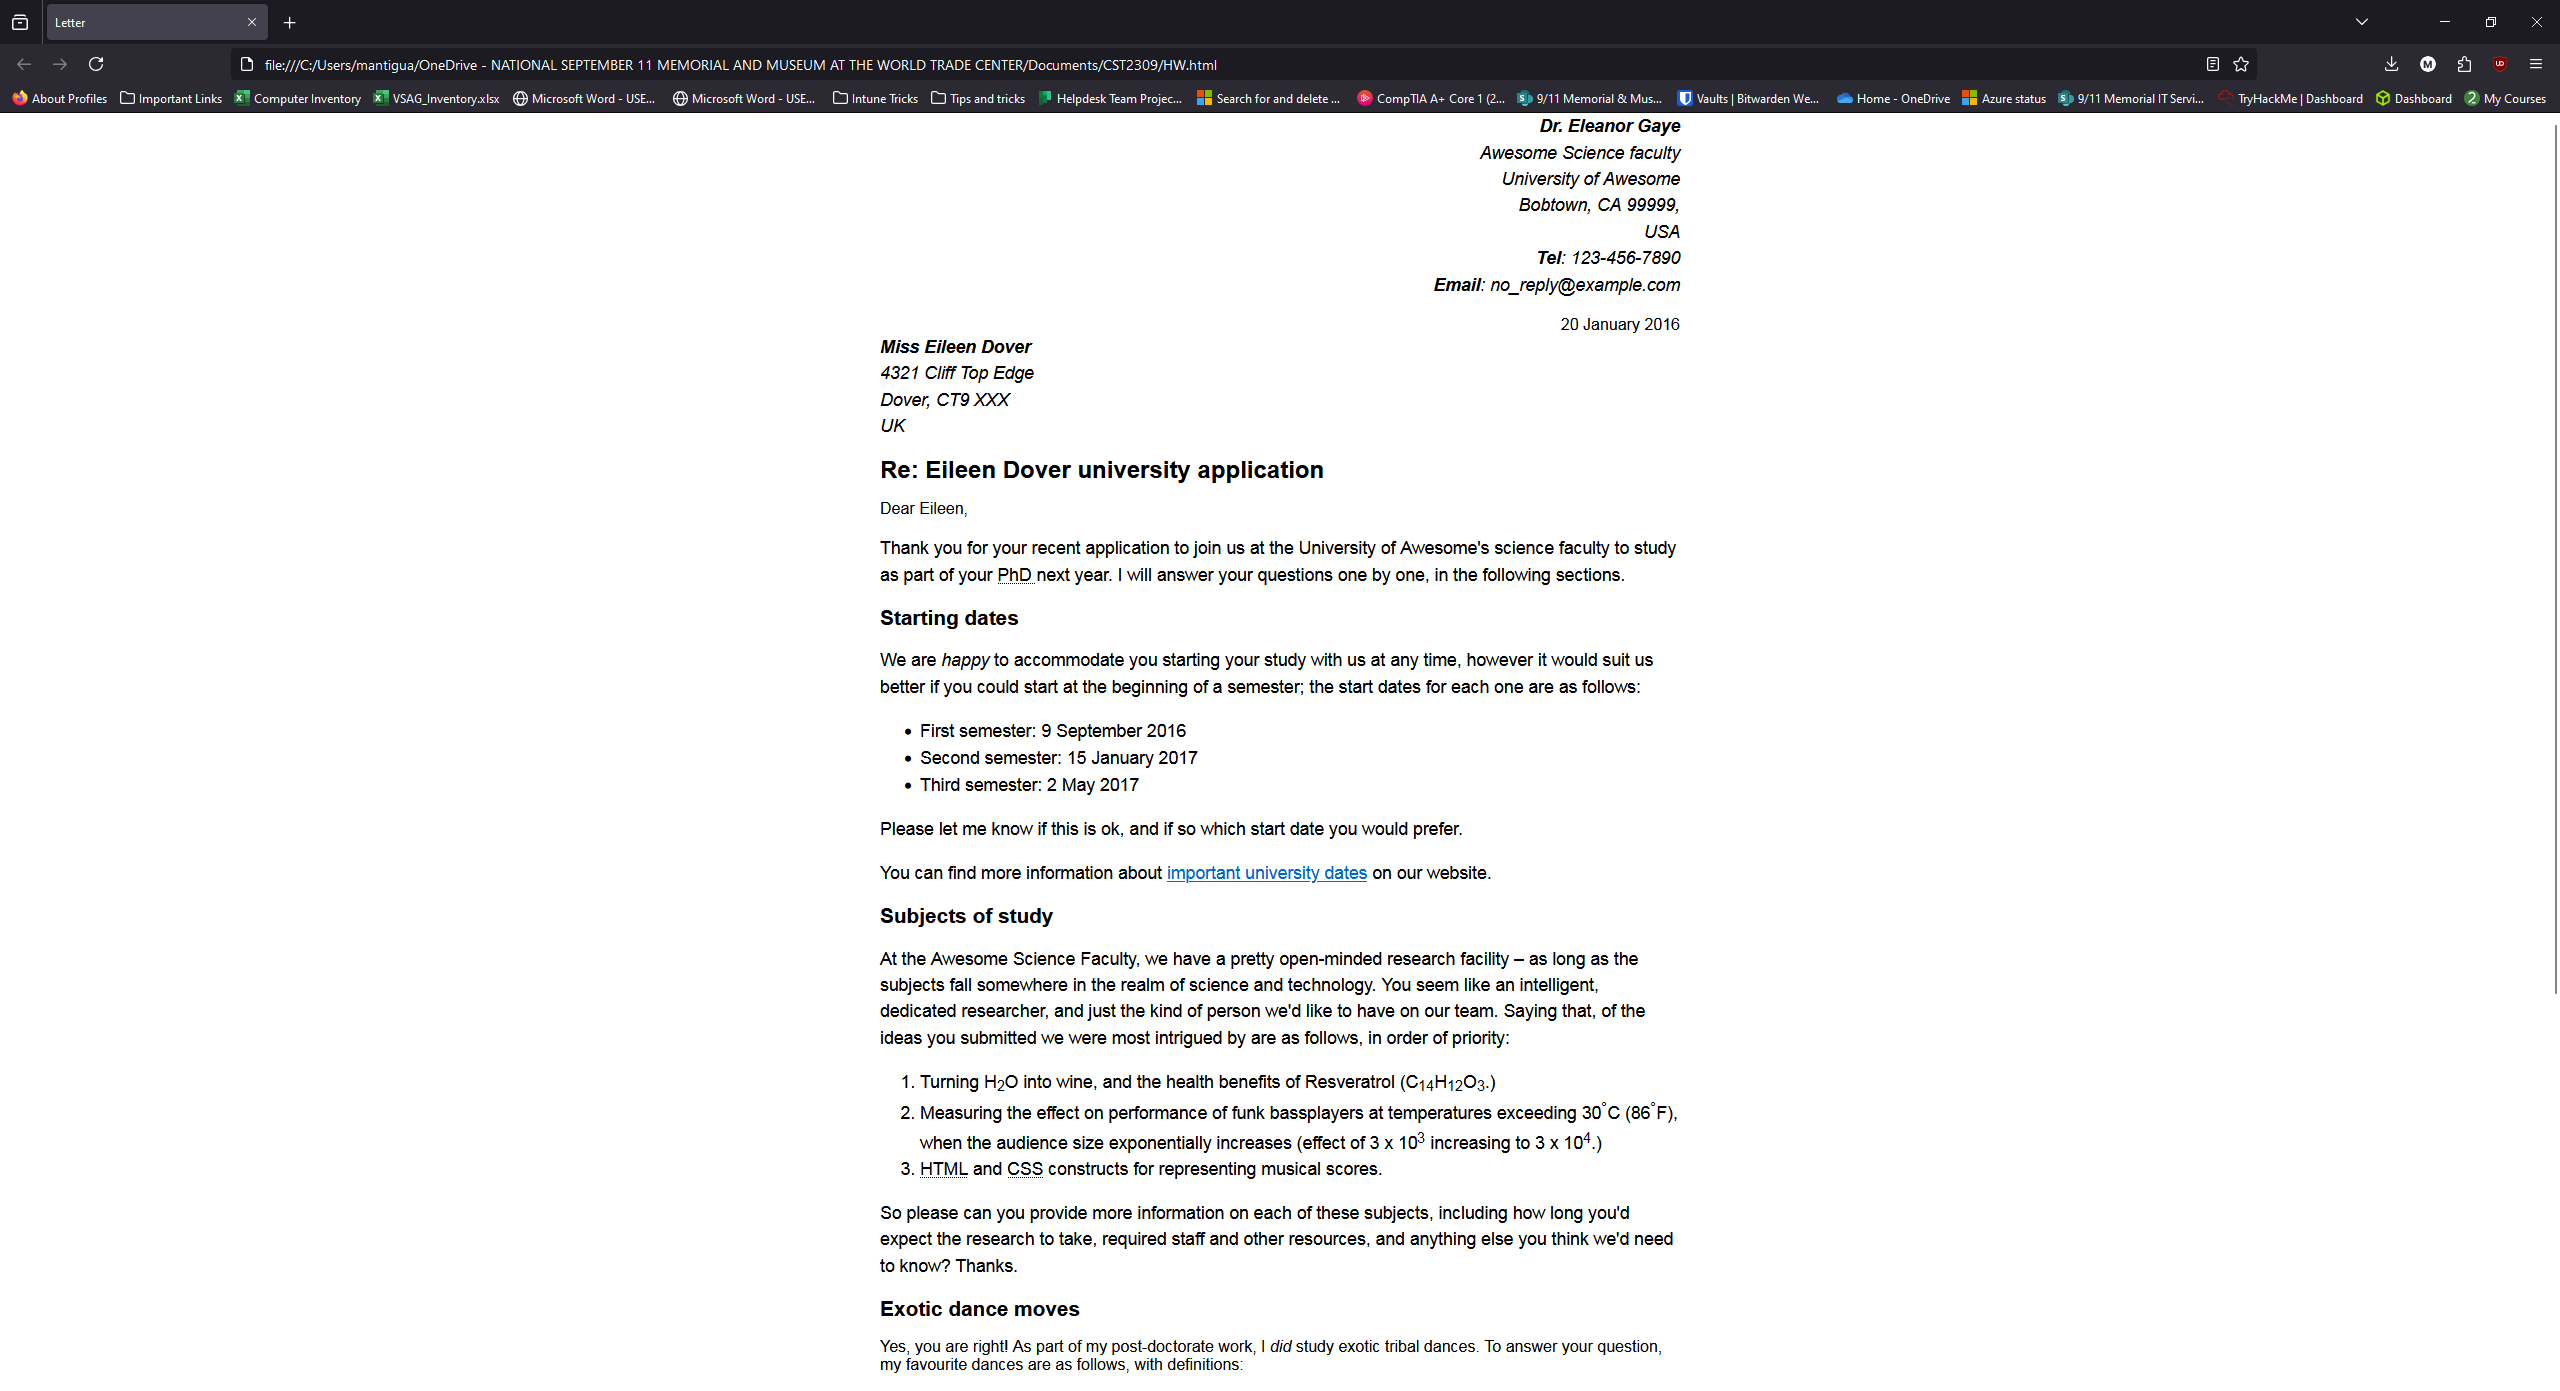 Letter
file:///C:/Users/mantigua/OneDrive - NATIONAL SEPTEMBER 11 MEMORIAL AND MUSEUM AT THE WORLD TRADE CENTER/Documents/CST2309/HW.html
M
UD
About Profiles Important Links Computer Inventory VSAG_Inventory.xlsx Microsoft Word - USE... Microsoft Word - USE... Intune Tricks Tips and tricks Helpdesk Team Projec... Search for and delete ... CompTIA A+ Core 1 (2... 9/11 Memorial & Mus... Vaults | Bitwarden We... Home - OneDrive Azure status 9/11 Memorial IT Servi... TryHackMe | Dashboard Dashboard 2 My Courses
Dr. Eleanor Gaye
Awesome Science faculty
University of Awesome
Bobtown, CA 99999,
USA
Tel: 123-456-7890
Email: no_reply@example.com
20 January 2016
Miss Eileen Dover
4321 Cliff Top Edge
Dover, CT9 XXX
UK
Re: Eileen Dover university application
Dear Eileen,
Thank you for your recent application to join us at the University of Awesome's science faculty to study
as part of your PhD next year. I will answer your questions one by one, in the following sections.
Starting dates
We are happy to accommodate you starting your study with us at any time, however it would suit us
better if you could start at the beginning of a semester; the start dates for each one are as follows:
• First semester: 9 September 2016
• Second semester: 15 January 2017
• Third semester: 2 May 2017
Please let me know if this is ok, and if so which start date you would prefer.
You can find more information about important university dates on our website.
Subjects of study
At the Awesome Science Faculty, we have a pretty open-minded research facility – as long as the
subjects fall somewhere in the realm of science and technology. You seem like an intelligent,
dedicated researcher, and just the kind of person we'd like to have on our team. Saying that, of the
ideas you submitted we were most intrigued by are as follows, in order of priority:
1. Turning H₂O into wine, and the health benefits of Resveratrol (C₁₄H₁₂O₃.)
2. Measuring the effect on performance of funk bassplayers at temperatures exceeding 30°C (86°F),
when the audience size exponentially increases (effect of 3 x 10³ increasing to 3 x 10⁴.)
3. HTML and CSS constructs for representing musical scores.
So please can you provide more information on each of these subjects, including how long you'd
expect the research to take, required staff and other resources, and anything else you think we'd need
to know? Thanks.
Exotic dance moves
Yes, you are right! As part of my post-doctorate work, I did study exotic tribal dances. To answer your question,
my favourite dances are as follows, with definitions: